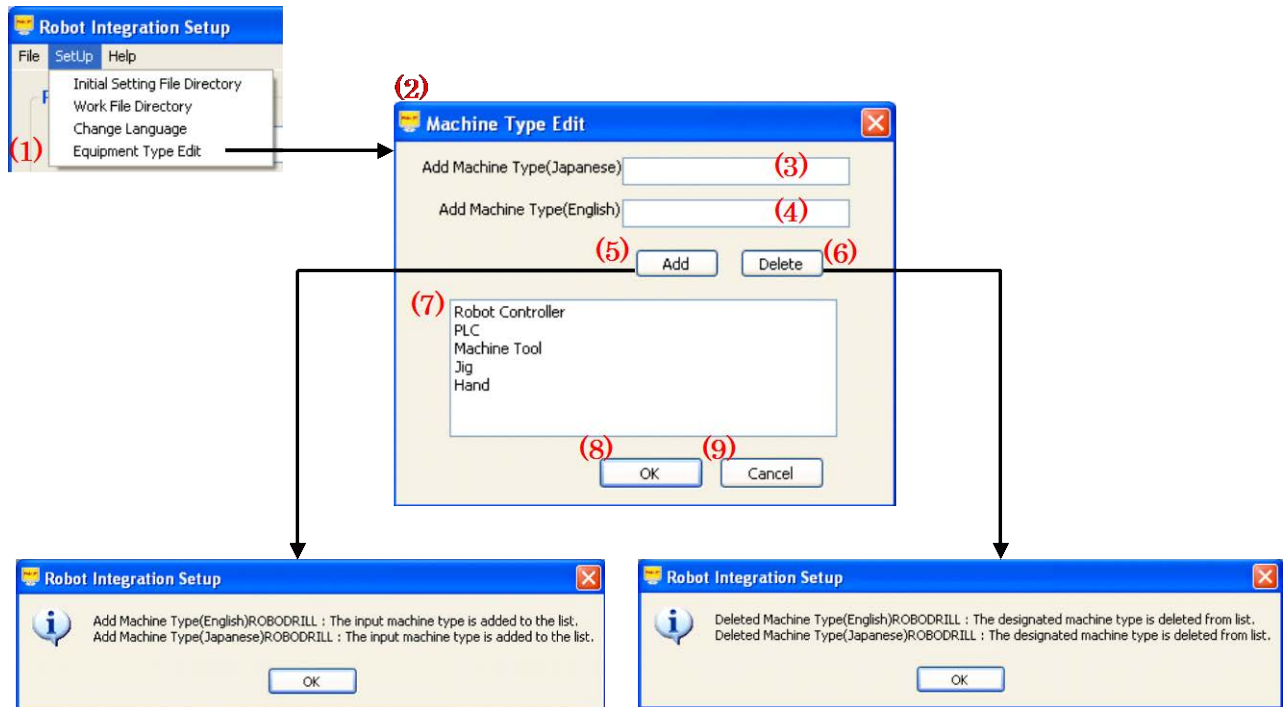 Robot Integration Setup
File SetUp Help
Initial Setting File Directory
Work File Directory
Change Language
(1) Equipment Type Edit
(2)
Machine Type Edit
Add Machine Type(Japanese) (3)
Add Machine Type(English) (4)
(5) Add Delete (6)
(7) Robot Controller
PLC
Machine Tool
Jig
Hand
(8) (9)
OK Cancel
Robot Integration Setup
Add Machine Type(English)ROBODRILL : The input machine type is added to the list.
Add Machine Type(Japanese)ROBODRILL : The input machine type is added to the list.
OK
Robot Integration Setup
Deleted Machine Type(English)ROBODRILL : The designated machine type is deleted from list.
Deleted Machine Type(Japanese)ROBODRILL : The designated machine type is deleted from list.
OK